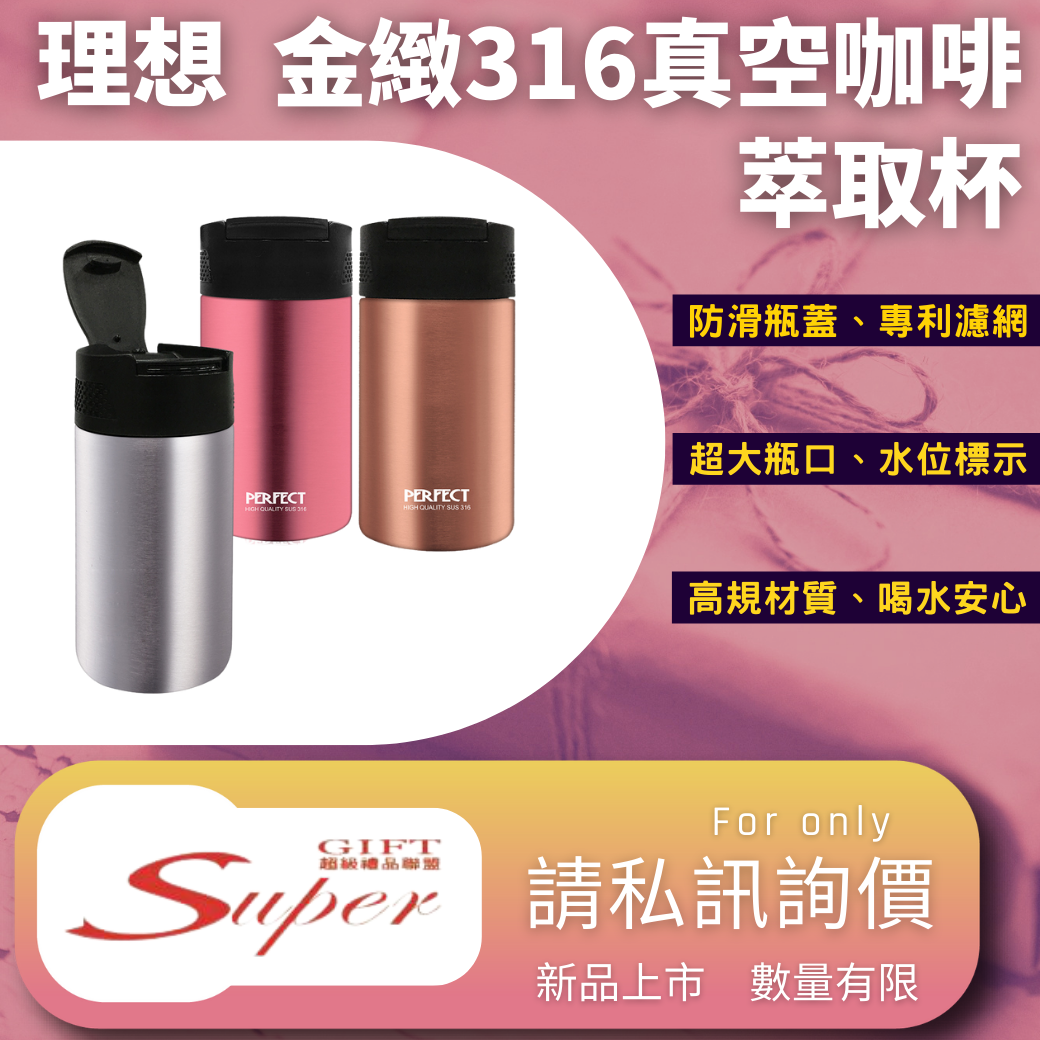 理想 金緻316真空咖啡
萃取杯
防滑瓶蓋、專利濾網
超大瓶口、水位標示
高規材質、喝水安心
PERFECT
HIGH QUALITY SUS 316
PERFECT
HIGH QUALITY SUS 316
GIFT
超級禮品聯盟
Super
For only
請私訊詢價
新品上市 數量有限